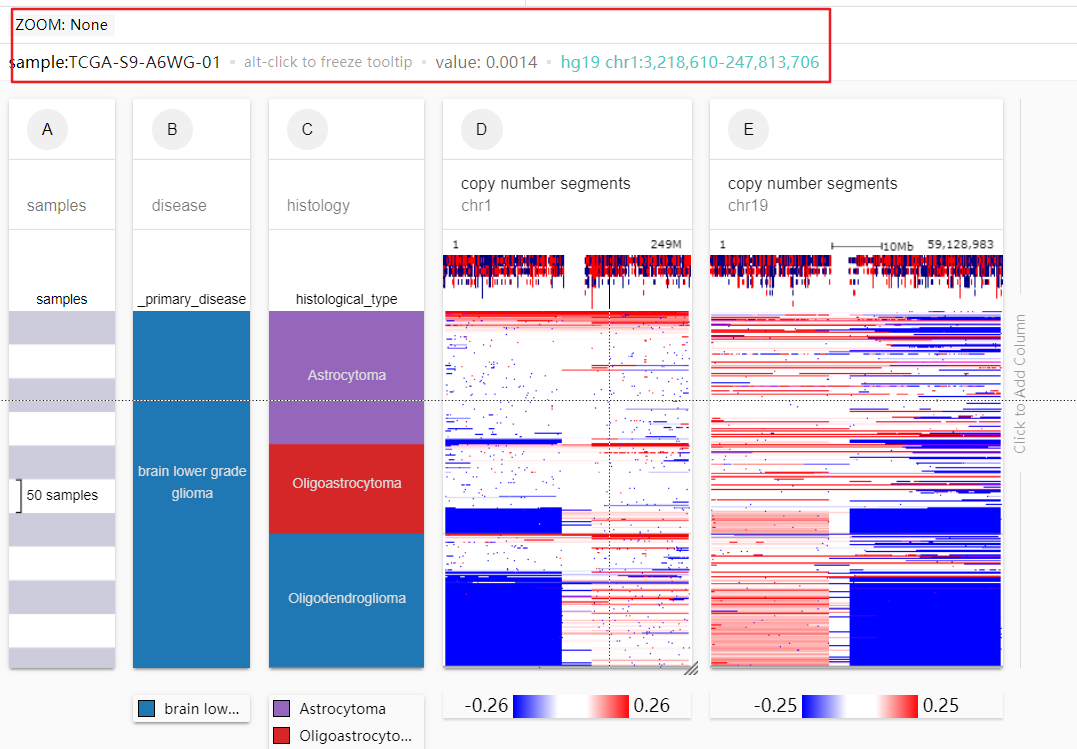 ZOOM: None
sample:TCGA-S9-A6WG-01 alt-click to freeze tooltip value: 0.0014 hg19 chr1:3,218,610-247,813,706
A
B
C
D
E
samples
disease
histology
copy number segments
chr1
copy number segments
chr19
1 249M
1 10Mb 59,128,983
samples
_primary_disease
histological_type
Astrocytoma
brain lower grade
glioma
Oligoastrocytoma
50 samples
Oligodendroglioma
Click to Add Column
brain low...
Astrocytoma
Oligoastrocyto...
-0.26 0.26
-0.25 0.25